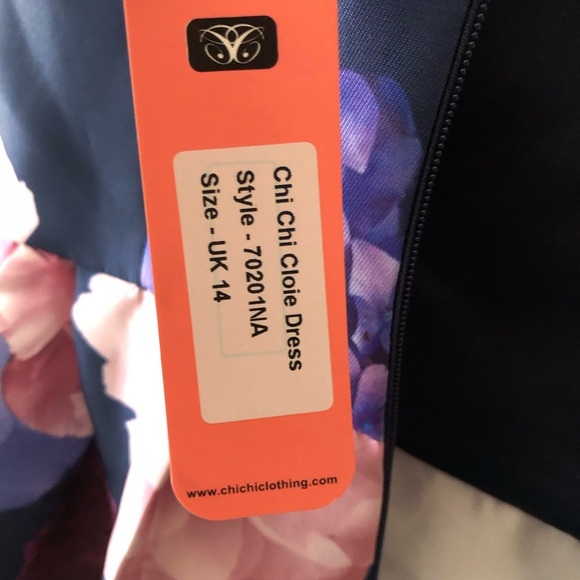 Chi Chi Cloie Dress
Style - 70201NA
Size - UK 14
www.chichiclothing.com